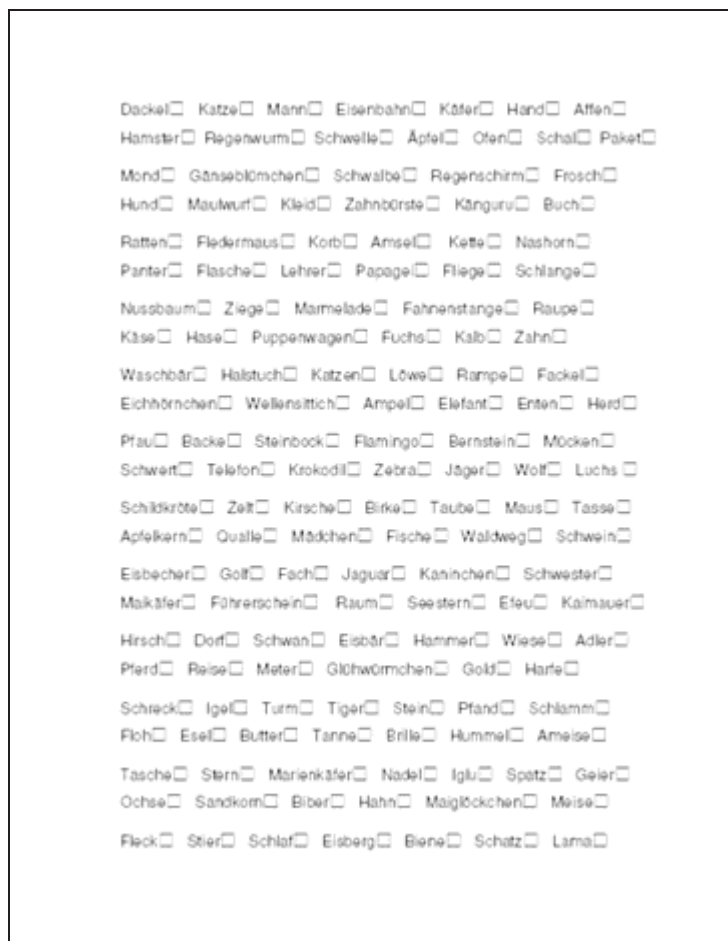 Dackel□ Katze□ Mann□ Eisenbahn□ Käfer□ Hand□ Affen□
Hamster□ Regenwurm□ Schwelle□ Äpfel□ Ofen□ Schal□ Paket□
Mond□ Gänseblümchen□ Schwalbe□ Regenschirm□ Frosch□
Hund□ Maulwurf□ Kleid□ Zahnbürste□ Känguru□ Buch□
Ratten□ Fledermaus□ Korb□ Amsel□ Kette□ Nashorn□
Panter□ Flasche□ Lehrer□ Papagei□ Fliege□ Schlange□
Nussbaum□ Ziege□ Marmelade□ Fahnenstange□ Raupe□
Käse□ Hase□ Puppenwagen□ Fuchs□ Kalb□ Zahn□
Waschbär□ Halstuch□ Katzen□ Löwe□ Rampe□ Fackel□
Eichhörnchen□ Wellensittich□ Ampel□ Elefant□ Enten□ Herd□
Pfau□ Backe□ Steinbock□ Flamingo□ Bernstein□ Mücken□
Schwert□ Telefon□ Krokodil□ Zebra□ Jäger□ Wolf□ Luchs □
Schildkröte□ Zelt□ Kirsche□ Birke□ Taube□ Maus□ Tasse□
Apfelkern□ Qualle□ Mädchen□ Fische□ Waldweg□ Schwein□
Eisbecher□ Golf□ Fach□ Jaguar□ Kaninchen□ Schwester□
Maikäfer□ Führerschein□ Raum□ Seestern□ Efeu□ Kaimauer□
Hirsch□ Dorf□ Schwan□ Eisbär□ Hammer□ Wiese□ Adler□
Pferd□ Reise□ Meter□ Glühwürmchen□ Gold□ Harfe□
Schreck□ Igel□ Turm□ Tiger□ Stein□ Pfand□ Schlamm□
Floh□ Esel□ Butter□ Tanne□ Brille□ Hummel□ Ameise□
Tasche□ Stern□ Marienkäfer□ Nadel□ Iglu□ Spatz□ Geier□
Ochse□ Sandkorn□ Biber□ Hahn□ Maiglöckchen□ Meise□
Fleck□ Stier□ Schlaf□ Eisberg□ Biene□ Schatz□ Lama□